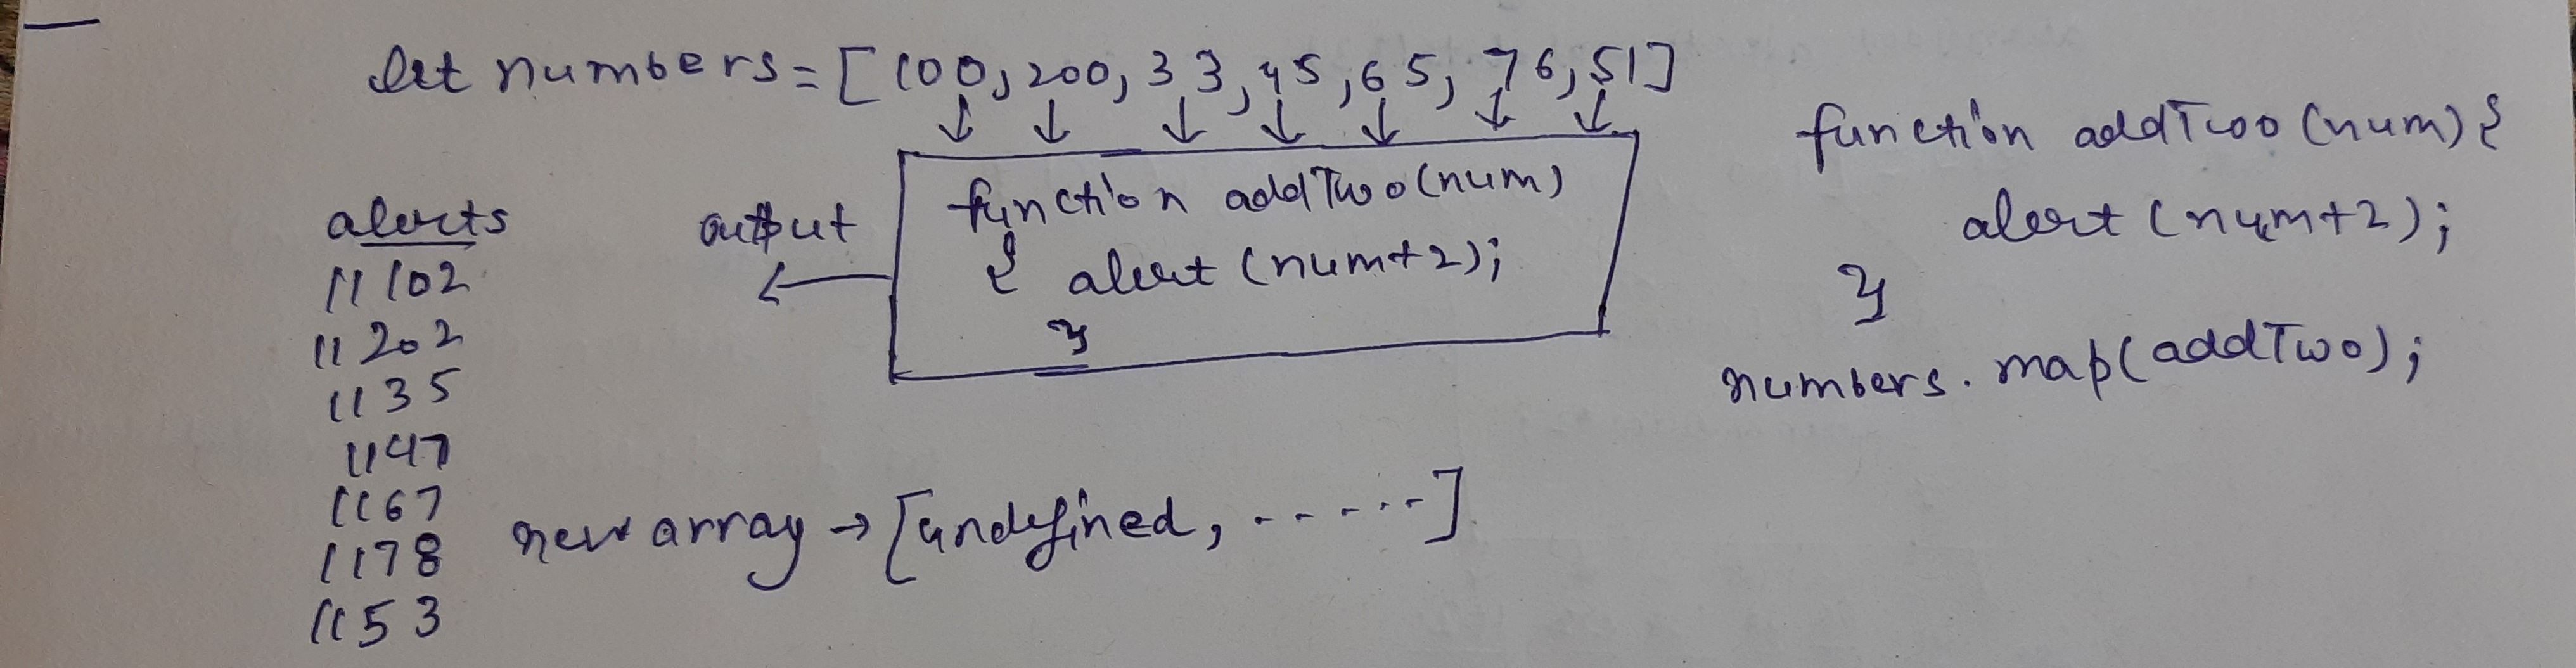 let numbers = [100, 200, 33, 45, 65, 76, 51]
function addTwo(num)
{ alert (num+2);
}
output
←
alerts
// 102
// 202
// 35
// 47
// 67
// 78
// 53
new array → [undefined, ------]
function addTwo (num) {
alert (num+2);
}
numbers.map(addTwo);